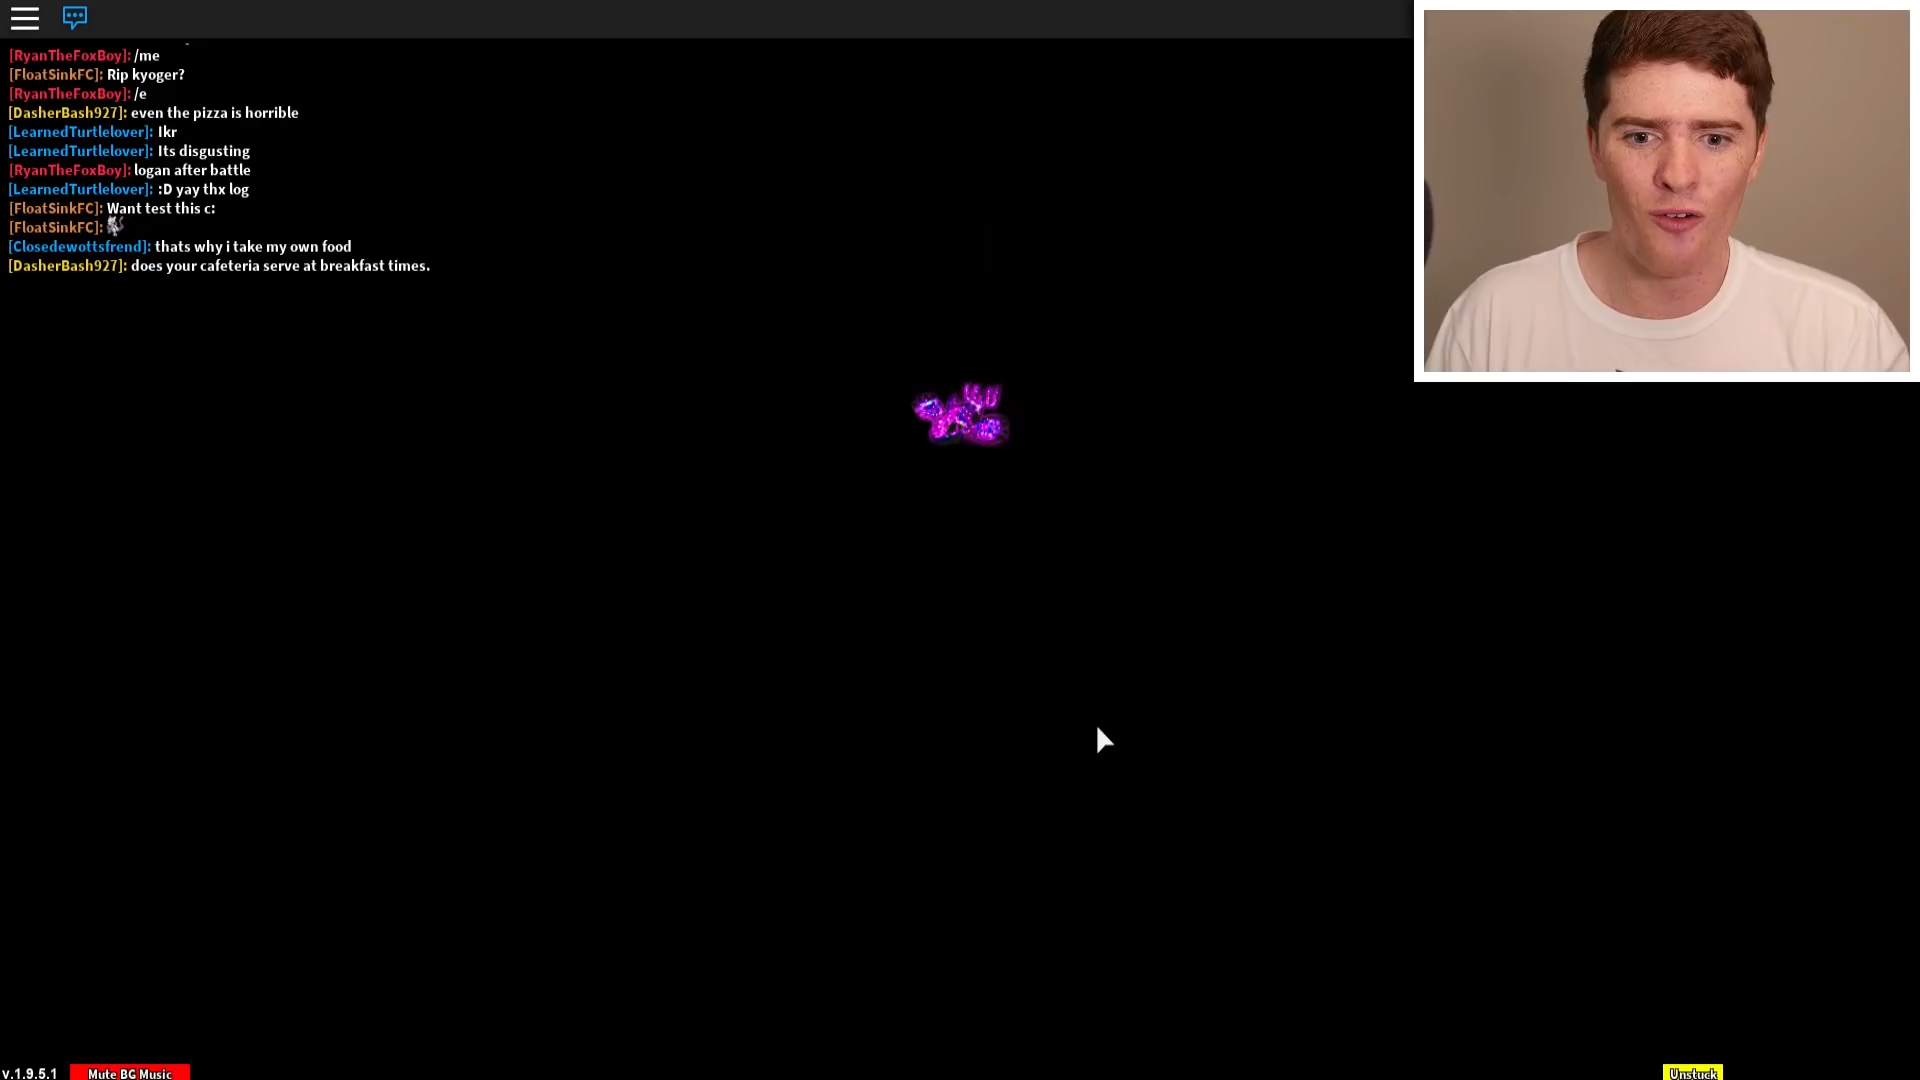 [RyanTheFoxBoy]: /me
[FloatSinkFC]: Rip kyoger?
[RyanTheFoxBoy]: /e
[DasherBash927]: even the pizza is horrible
[LearnedTurtlelover]: Ikr
[LearnedTurtlelover]: Its disgusting
[RyanTheFoxBoy]: logan after battle
[LearnedTurtlelover]: :D yay thx log
[FloatSinkFC]: Want test this c:
[FloatSinkFC]:
[Closedewottsfrend]: thats why i take my own food
[DasherBash927]: does your cafeteria serve at breakfast times.
v.1.9.5.1 Mute BG Music
Unstuck